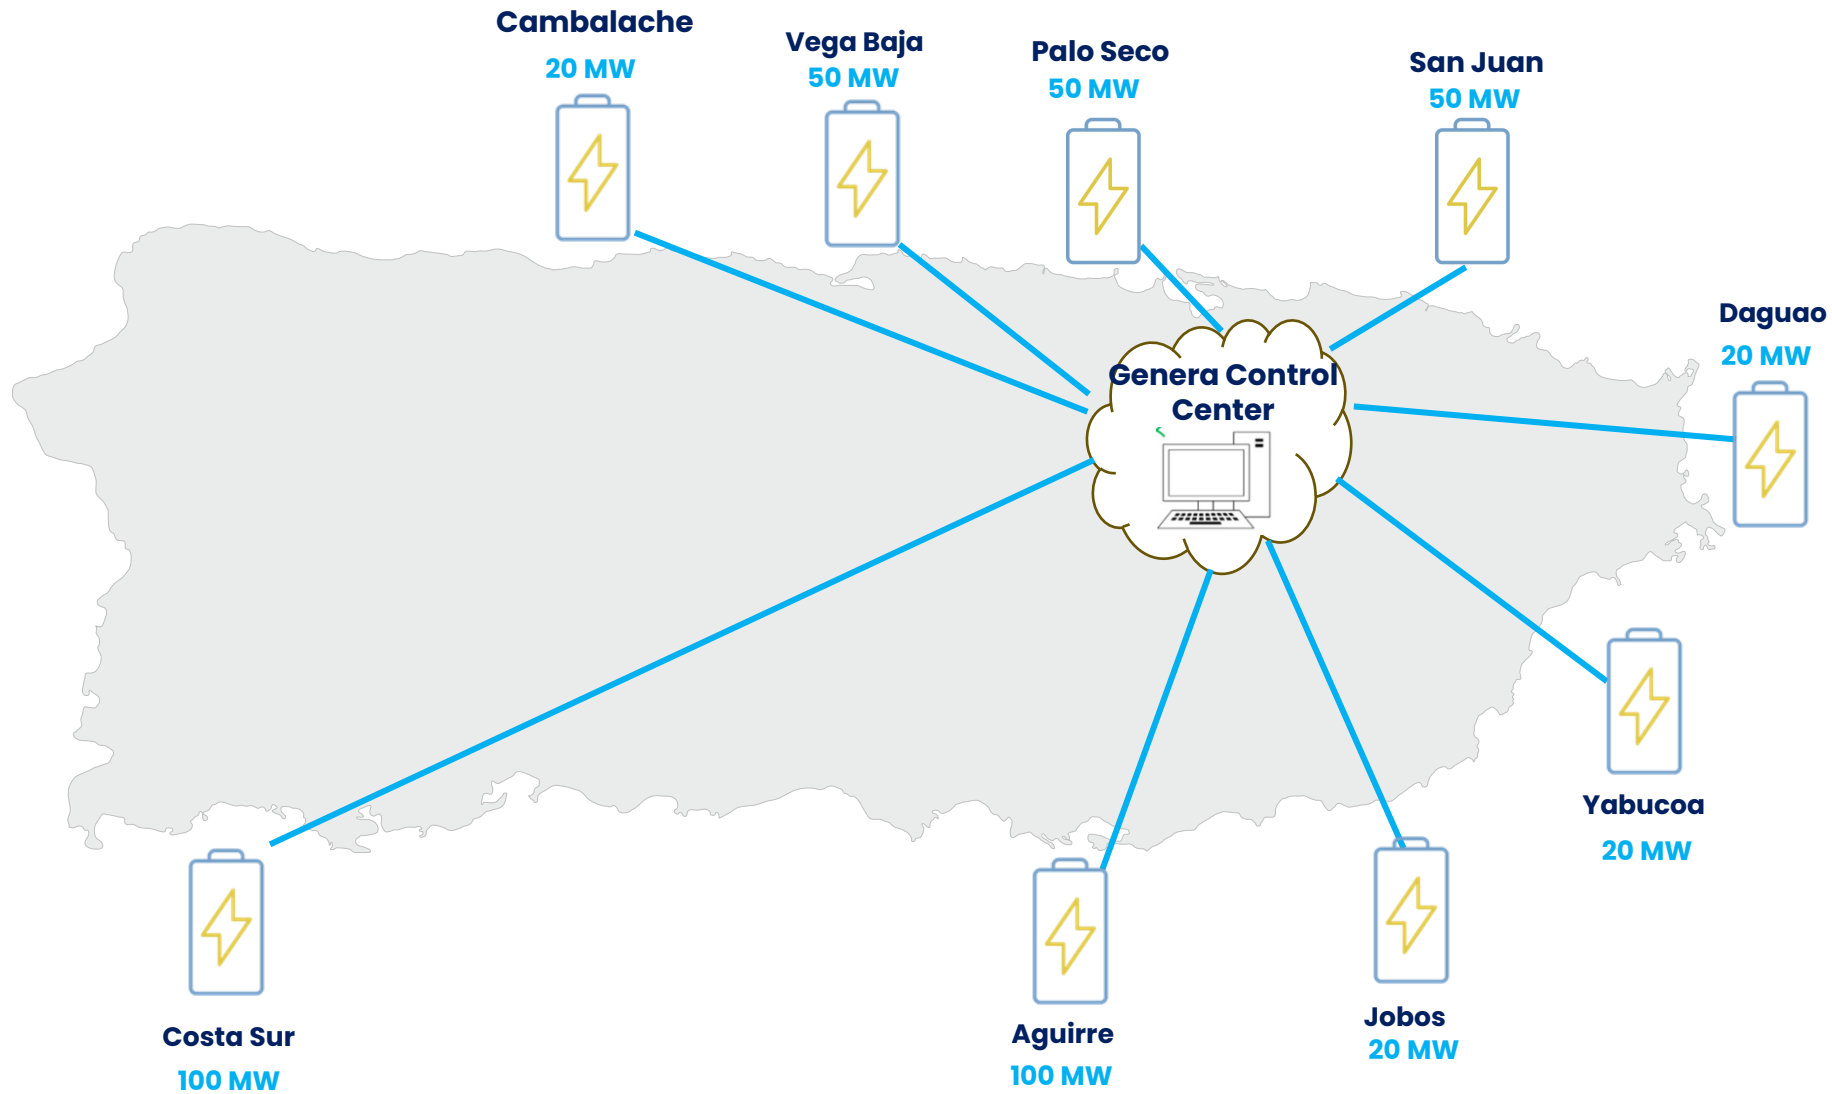 Cambalache
20 MW
Vega Baja
50 MW
Palo Seco
50 MW
San Juan
50 MW
Daguao
20 MW
Genera Control
Center
Yabucoa
20 MW
Costa Sur
100 MW
Aguirre
100 MW
Jobos
20 MW